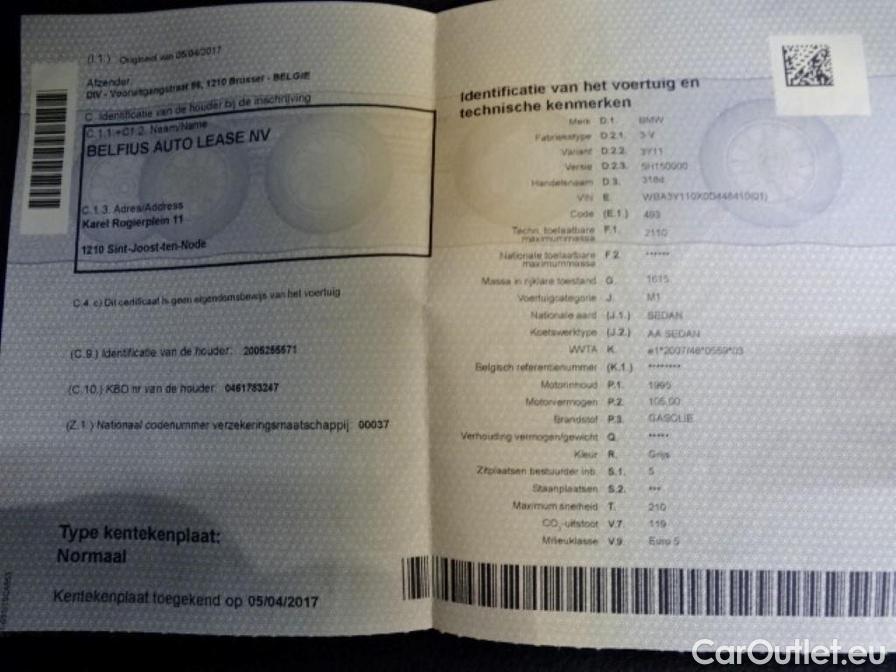 (I.1.) Origineel van 05/04/2017
Afzender:
DIV - Vooruitgangstraat 56, 1210 Brussel - BELGIE
C. Identificatie van de houder bij de inschrijving
C.1.1.+C1.2. Naam/Name
BELFIUS AUTO LEASE NV
C.1.3. Adres/Address
Karel Rogierplein 11
1210 Sint-Joost-ten-Node
C.4. c) Dit certificaat is geen eigendomsbewijs van het voertuig
(C.9.) Identificatie van de houder: 2005255571
(C.10.) KBO nr van de houder: 0461783247
(Z.1.) Nationaal codenummer verzekeringsmaatschappij: 00037
Type kentekenplaat:
Normaal
Kentekenplaat toegekend op 05/04/2017
Identificatie van het voertuig en
technische kenmerken
Merk D.1. BMW
Fabriekstype D.2.1. 3-V
Variant D.2.2. 3Y11
Versie D.2.3. 5H150000
Handelsnaam D.3. 318d
VIN E. WBA3Y110X0D448410(01)
Code (E.1.) 493
Techn. toelaatbare F.1. 2110
maximummassa
Nationale toelaatbare F.2. ******
maximummassa
Massa in rijklare toestand G. 1615
Voertuigcategorie J. M1
Nationale aard (J.1.) SEDAN
Koetswerktype (J.2.) AA SEDAN
WVTA K. e1*2007/46*0559*03
Belgisch referentienummer (K.1.) ********
Motorinhoud P.1. 1995
Motorvermogen P.2. 105,00
Brandstof P.3. GASOLIE
Verhouding vermogen/gewicht Q. *****
Kleur R. Grijs
Zitplaatsen bestuurder inb. S.1. 5
Staanplaatsen S.2. ***
Maximum snelheid T. 210
CO₂-uitstoot V.7. 119
Milieuklasse V.9. Euro 5
CarOutlet.eu